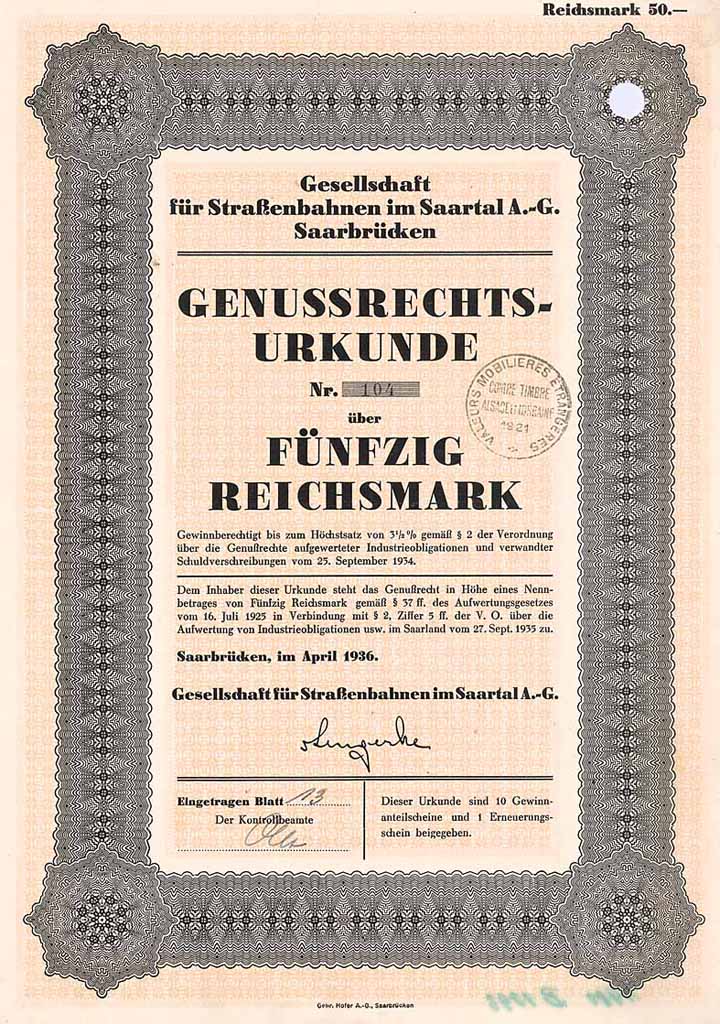 Reichsmark 50.—
Gesellschaft
für Straßenbahnen im Saartal A.-G.
Saarbrücken
GENUSSRECHTS-
URKUNDE
Nr. 104
über
FÜNFZIG
REICHSMARK
VALEURS MOBILIERES ETRANGERES
CONTRE TIMBRE
ALSACE ET LORRAINE
1921
Gewinnberechtigt bis zum Höchstsatz von 3½% gemäß § 2 der Verordnung
über die Genußrechte aufgewerteter Industrieobligationen und verwandter
Schuldverschreibungen vom 25. September 1934.
Dem Inhaber dieser Urkunde steht das Genußrecht in Höhe eines Nenn-
betrages von Fünfzig Reichsmark gemäß § 37 ff. des Aufwertungsgesetzes
vom 16. Juli 1925 in Verbindung mit § 2, Ziffer 5 ff. der V. O. über die
Aufwertung von Industrieobligationen usw. im Saarland vom 27. Sept. 1935 zu.
Saarbrücken, im April 1936.
Gesellschaft für Straßenbahnen im Saartal A.-G.
Eingetragen Blatt 13
Der Kontrollbeamte
Dieser Urkunde sind 10 Gewinn-
anteilscheine und 1 Erneuerungs-
schein beigegeben.
Gebr. Hofer A.-G., Saarbrücken